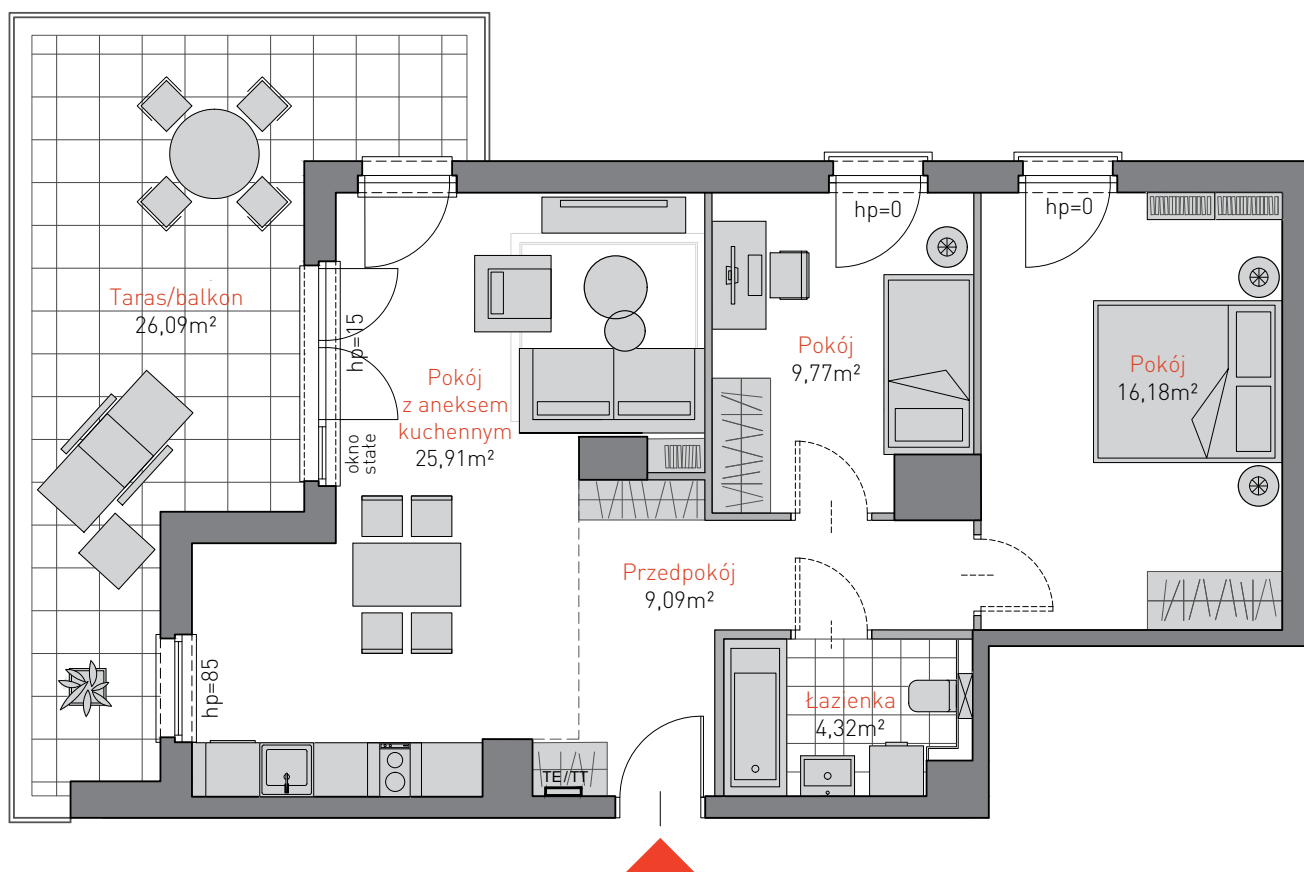 hp=0
hp=0
Taras/balkon
26,09m²
hp=15
Pokój
z aneksem
kuchennym
25,91m²
okno
stałe
Pokój
9,77m²
Pokój
16,18m²
Przedpokój
9,09m²
hp=85
Łazienka
4,32m²
TE/TT